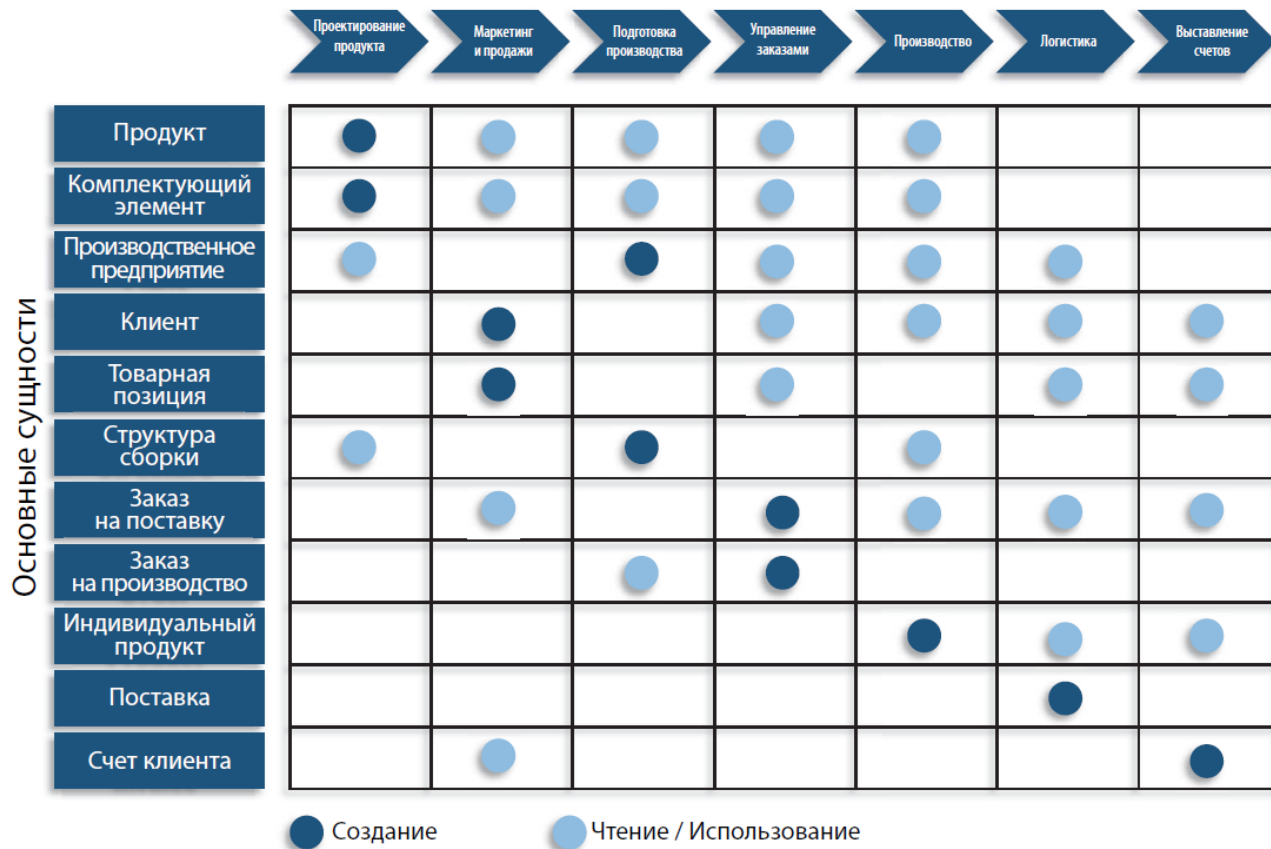 Проектирование
продукта
Маркетинг
и продажи
Подготовка
производства
Управление
заказами
Производство
Логистика
Выставление
счетов
Основные сущности
Продукт
Комплектующий
элемент
Производственное
предприятие
Клиент
Товарная
позиция
Структура
сборки
Заказ
на поставку
Заказ
на производство
Индивидуальный
продукт
Поставка
Счет клиента
Создание
Чтение / Использование